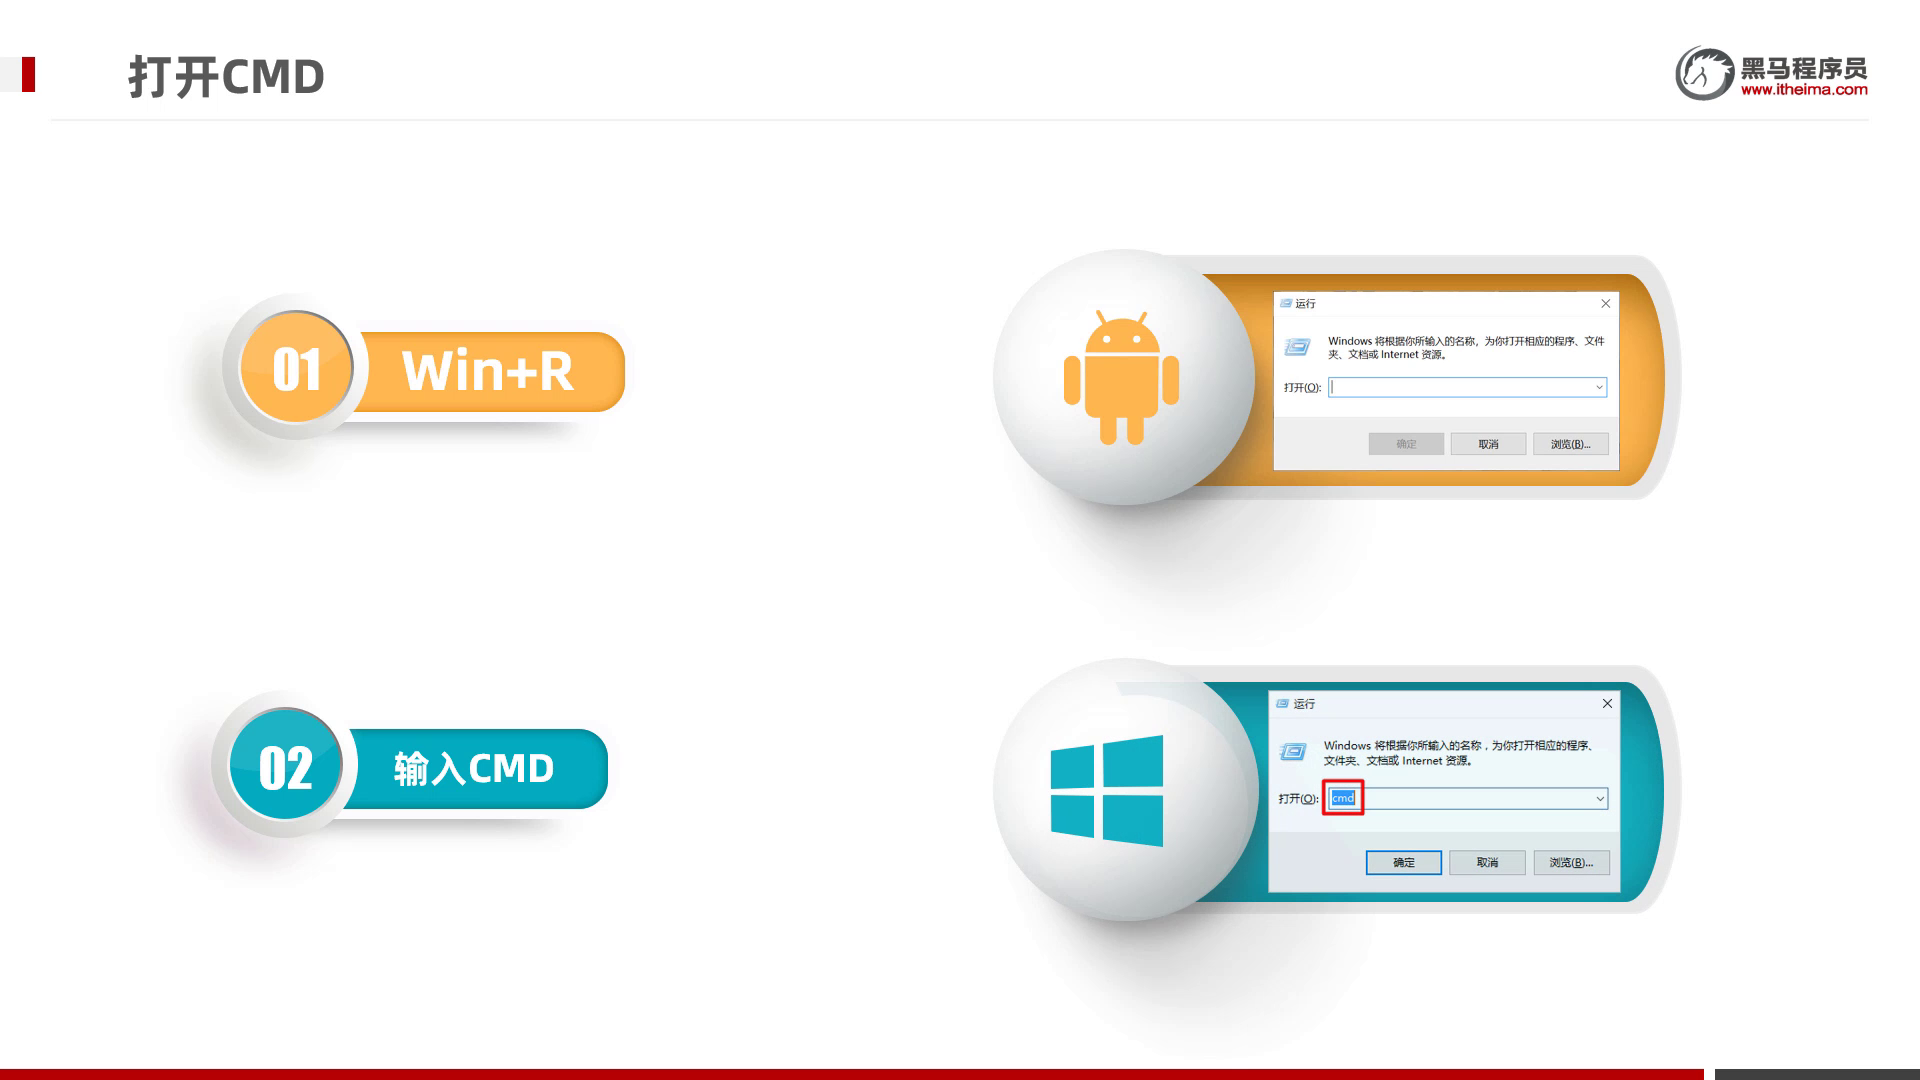 打开CMD
黑马程序员
www.itheima.com
01
Win+R
运行
Windows 将根据你所输入的名称，为你打开相应的程序、文件
夹、文档或 Internet 资源。
打开(O):
确定
取消
浏览(B)...
02
输入CMD
运行
Windows 将根据你所输入的名称，为你打开相应的程序、
文件夹、文档或 Internet 资源。
打开(O):
cmd
确定
取消
浏览(B)...